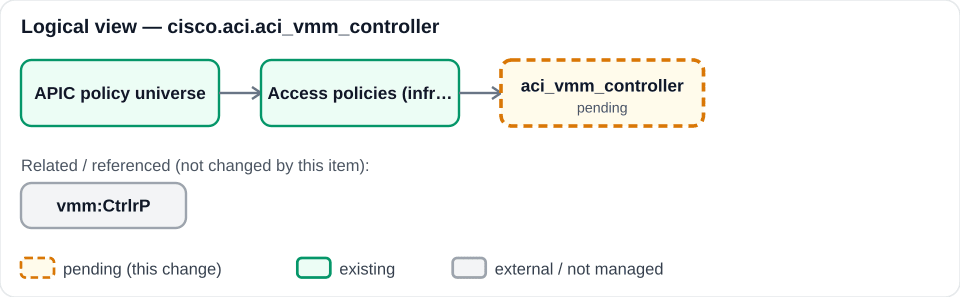 Logical view — cisco.aci.aci_vmm_controller
APIC policy universe
Access policies (infr…
aci_vmm_controller
pending
Related / referenced (not changed by this item):
vmm:CtrlrP
pending (this change)
existing
external / not managed